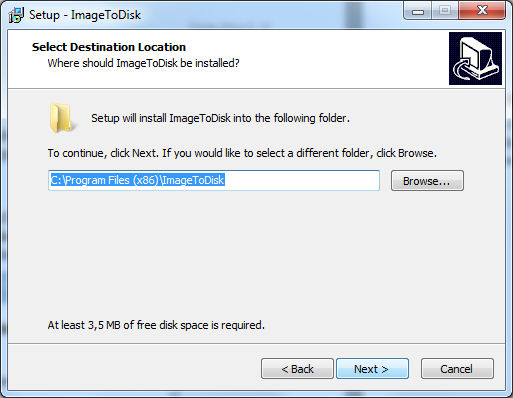 Setup - ImageToDisk
Select Destination Location
Where should ImageToDisk be installed?
Setup will install ImageToDisk into the following folder.
To continue, click Next. If you would like to select a different folder, click Browse.
C:\Program Files (x86)\ImageToDisk
Browse...
At least 3,5 MB of free disk space is required.
< Back
Next >
Cancel